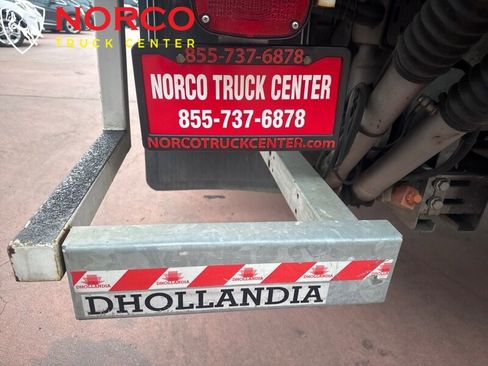 NORCO
TRUCK CENTER
855-737-6878
NORCO TRUCK CENTER
855-737-6878
NORCOTRUCKCENTER.com
DHOLLANDIA